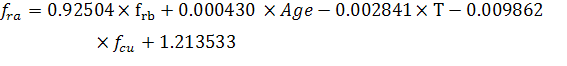 f_ra = 0.92504 × f_rb + 0.000430 × Age − 0.002841 × T − 0.009862
× f_cu + 1.213533